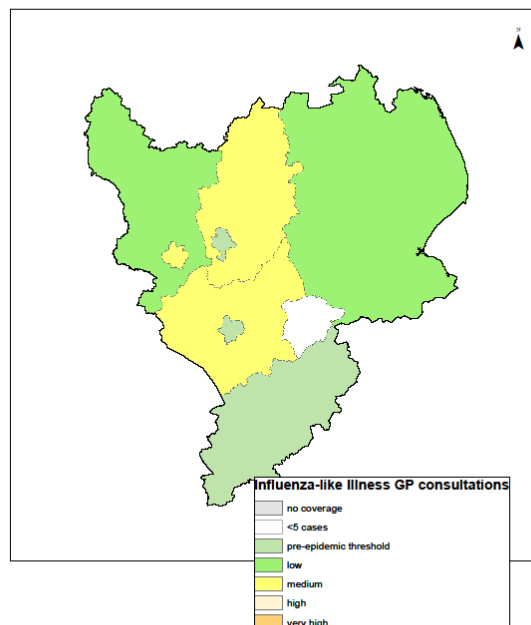 N
Influenza-like Illness GP consultations
no coverage
<5 cases
pre-epidemic threshold
low
medium
high
very high